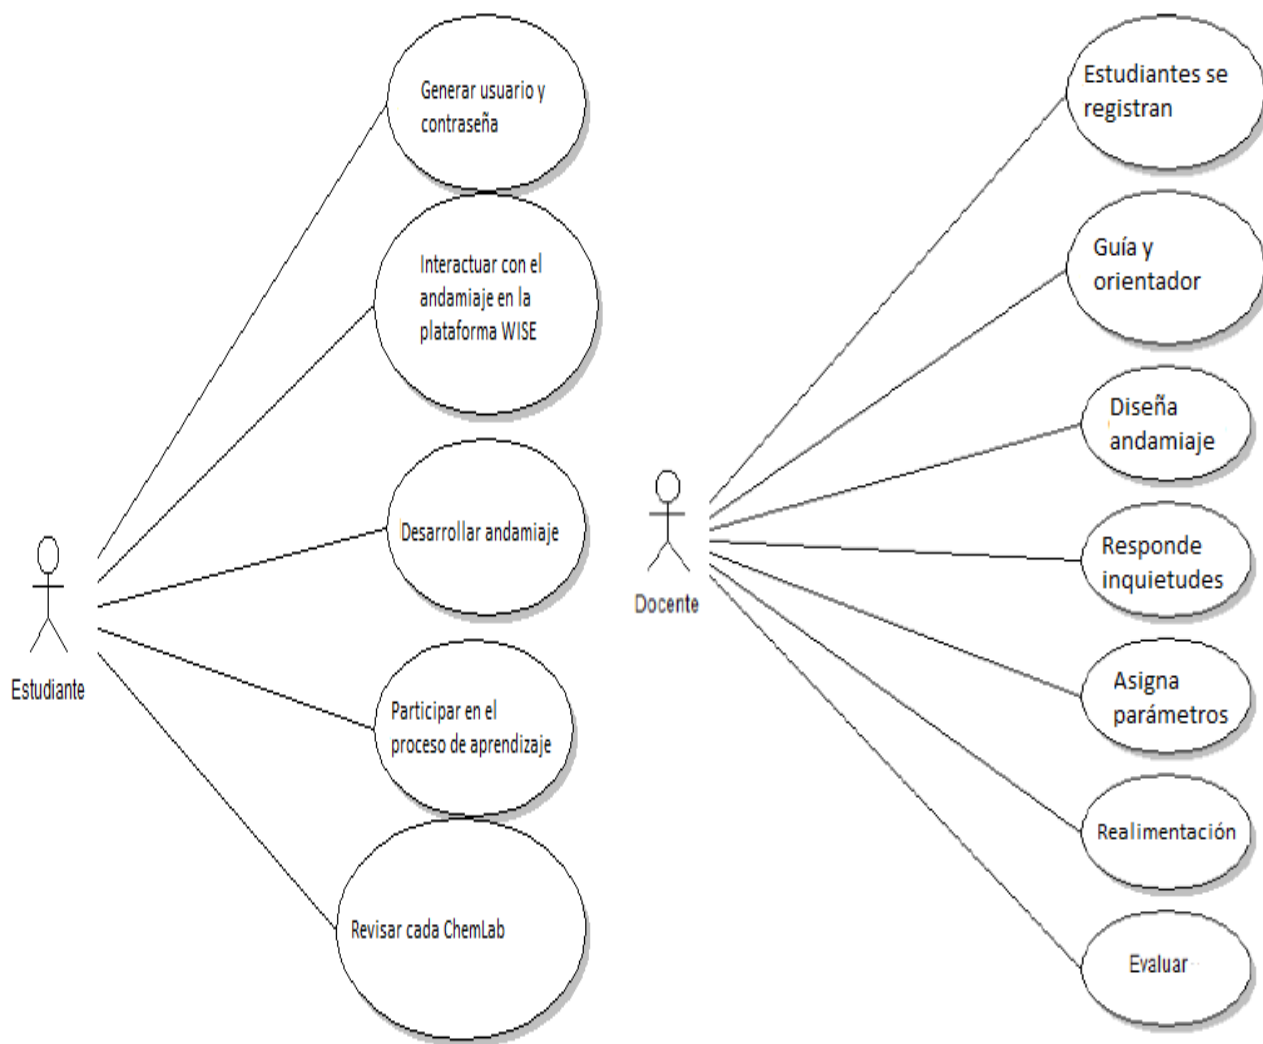 Generar usuario y
contraseña
Interactuar con el
andamiaje en la
plataforma WISE
Desarrollar andamiaje
Estudiante
Participar en el
proceso de aprendizaje
Revisar cada ChemLab
Estudiantes se
registran
Guía y
orientador
Diseña
andamiaje
Responde
inquietudes
Docente
Asigna
parámetros
Realimentación
Evaluar